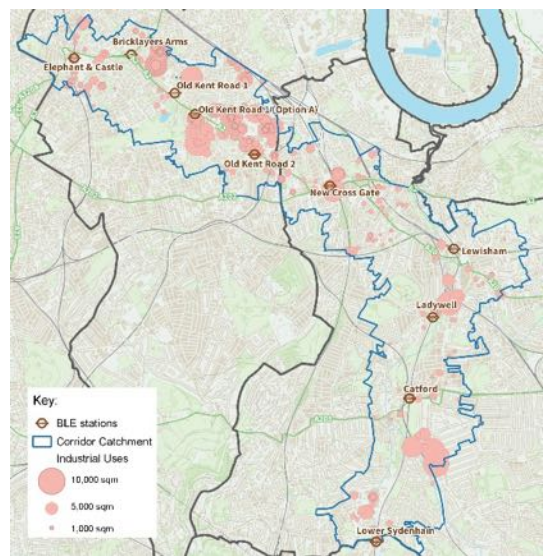 Bricklayers Arms
Elephant & Castle
Old Kent Road 1
Old Kent Road 1 (Option A)
Old Kent Road 2
New Cross Gate
Lewisham
Ladywell
Catford
Lower Sydenham
Key:
BLE stations
Corridor Catchment
Industrial Uses
10,000 sqm
5,000 sqm
1,000 sqm